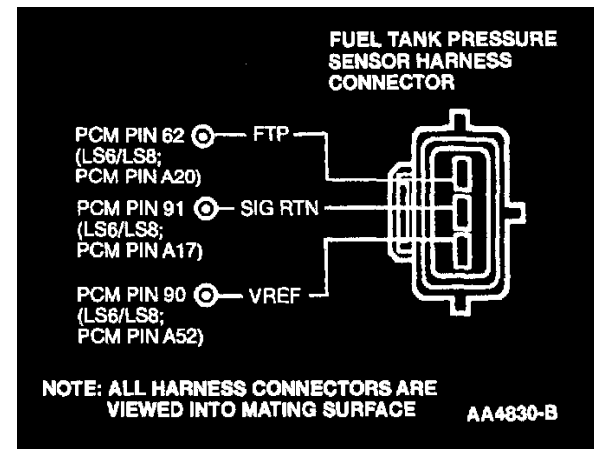 FUEL TANK PRESSURE
SENSOR HARNESS
CONNECTOR
PCM PIN 62 FTP
(LS6/LS8;
PCM PIN A20)
PCM PIN 91 SIG RTN
(LS6/LS8;
PCM PIN A17)
PCM PIN 90 VREF
(LS6/LS8;
PCM PIN A52)
NOTE: ALL HARNESS CONNECTORS ARE
VIEWED INTO MATING SURFACE
AA4830-B